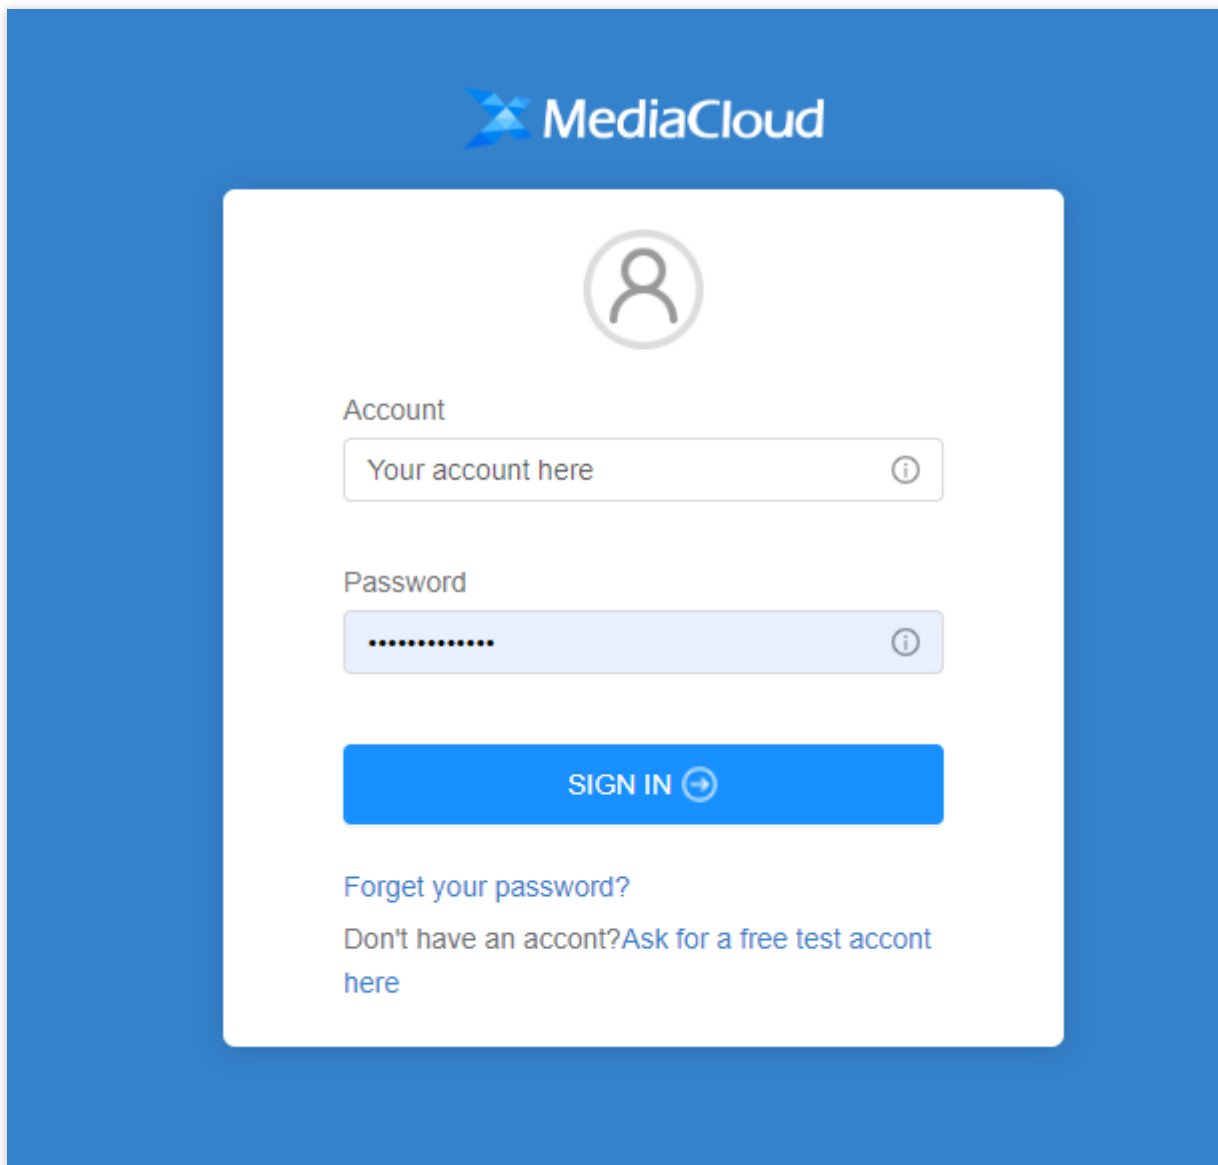 MediaCloud
Account
Your account here
Password
•••••••••••••
SIGN IN
Forget your password?
Don't have an accont?Ask for a free test accont
here